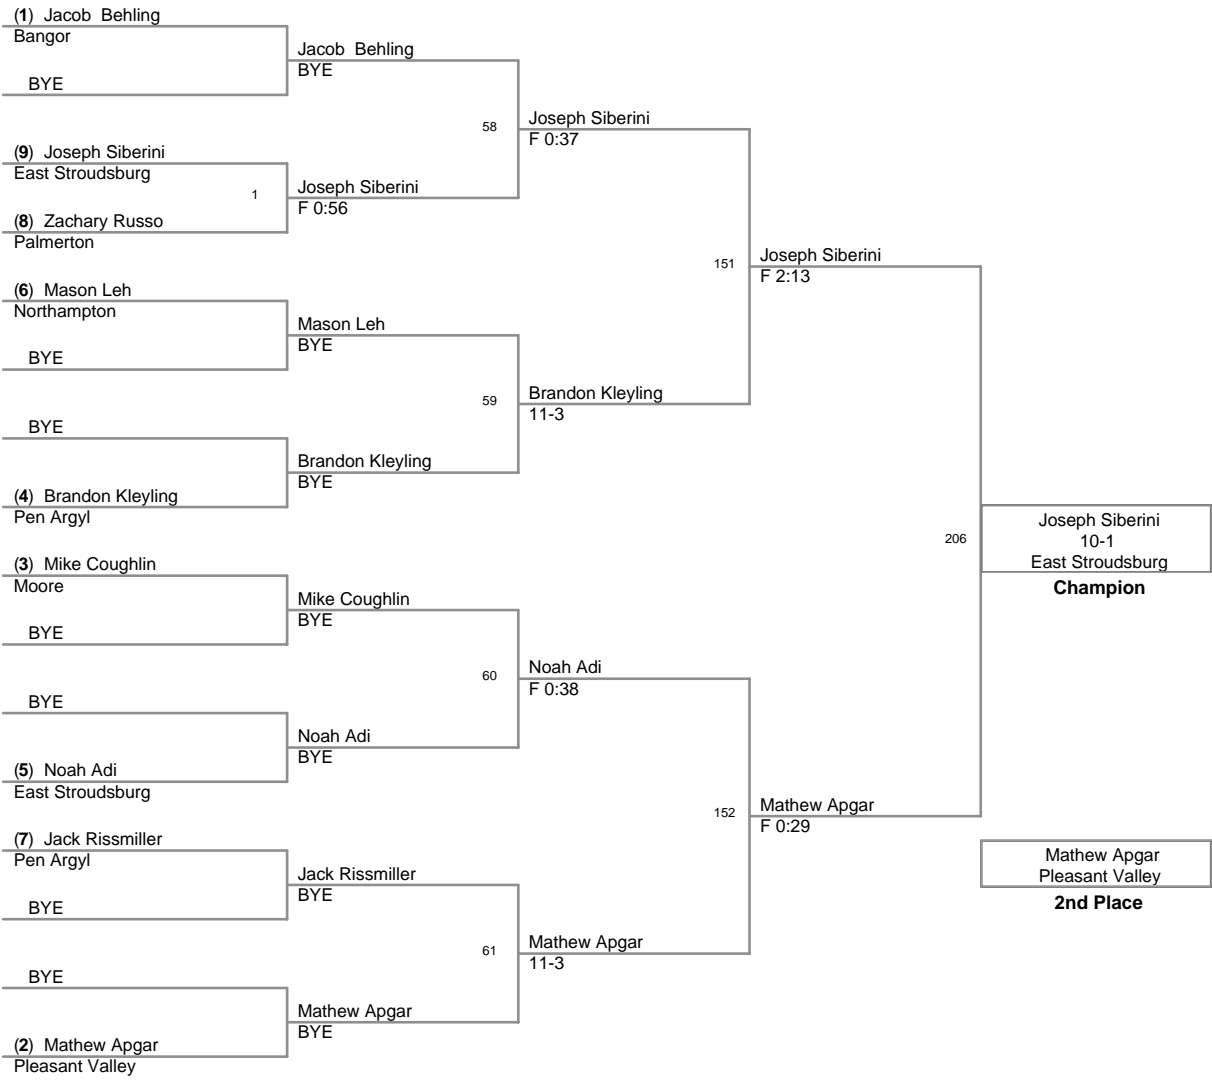 (1) Jacob Behling
Bangor
BYE
Jacob Behling
BYE
(9) Joseph Siberini
East Stroudsburg
1
(8) Zachary Russo
Palmerton
Joseph Siberini
F 0:56
58
Joseph Siberini
F 0:37
(6) Mason Leh
Northampton
BYE
Mason Leh
BYE
BYE
(4) Brandon Kleyling
Pen Argyl
Brandon Kleyling
BYE
59
Brandon Kleyling
11-3
151
Joseph Siberini
F 2:13
(3) Mike Coughlin
Moore
BYE
Mike Coughlin
BYE
BYE
(5) Noah Adi
East Stroudsburg
Noah Adi
BYE
60
Noah Adi
F 0:38
(7) Jack Rissmiller
Pen Argyl
BYE
Jack Rissmiller
BYE
BYE
(2) Mathew Apgar
Pleasant Valley
Mathew Apgar
BYE
61
Mathew Apgar
11-3
152
Mathew Apgar
F 0:29
206
Joseph Siberini
10-1
East Stroudsburg
Champion
Mathew Apgar
Pleasant Valley
2nd Place